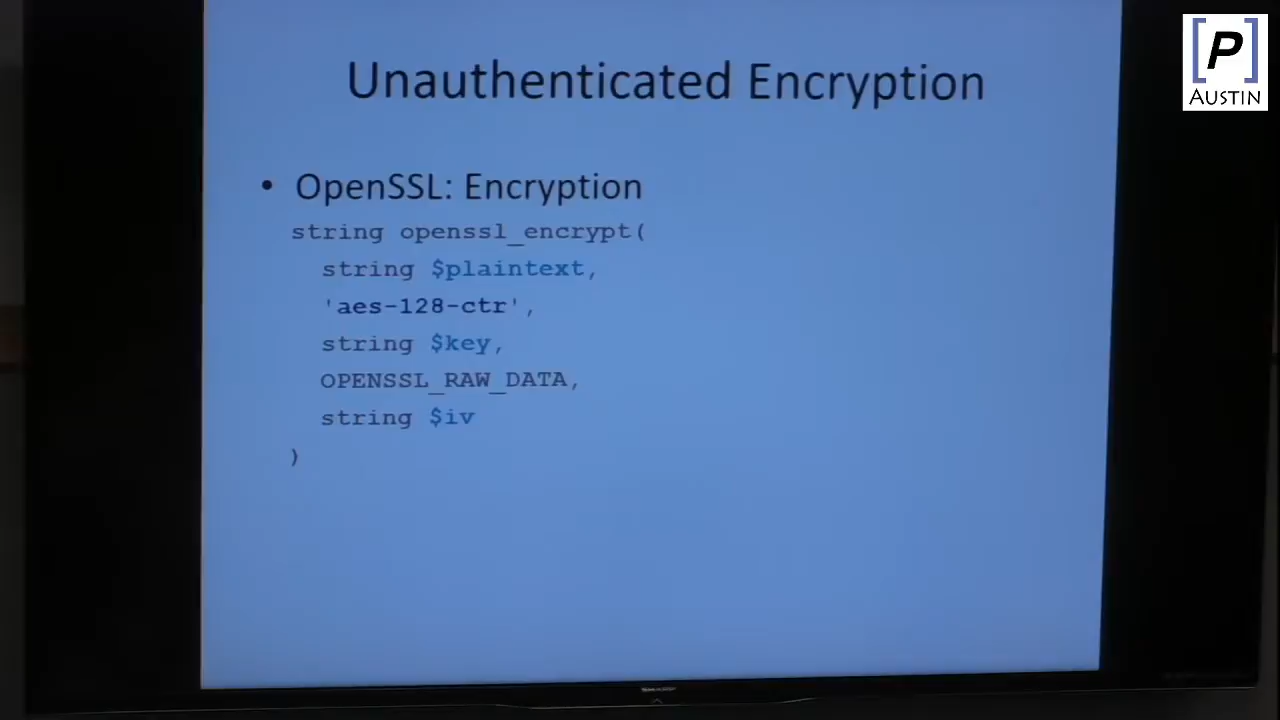 [P]
AUSTIN
Unauthenticated Encryption
• OpenSSL: Encryption
string openssl_encrypt(
string $plaintext,
'aes-128-ctr',
string $key,
OPENSSL_RAW_DATA,
string $iv
)